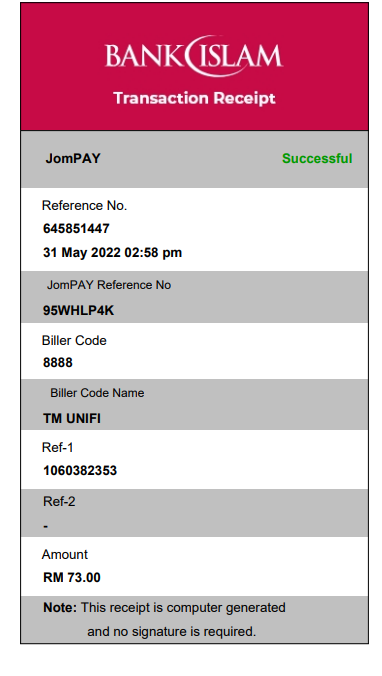 BANK ISLAM
Transaction Receipt
JomPAY Successful
Reference No.
645851447
31 May 2022 02:58 pm
JomPAY Reference No
95WHLP4K
Biller Code
8888
Biller Code Name
TM UNIFI
Ref-1
1060382353
Ref-2
-
Amount
RM 73.00
Note: This receipt is computer generated
and no signature is required.